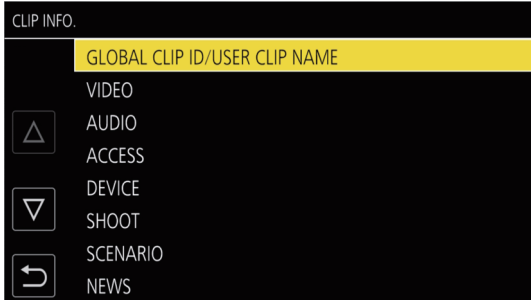 CLIP INFO.
GLOBAL CLIP ID/USER CLIP NAME
VIDEO
AUDIO
ACCESS
DEVICE
SHOOT
SCENARIO
NEWS